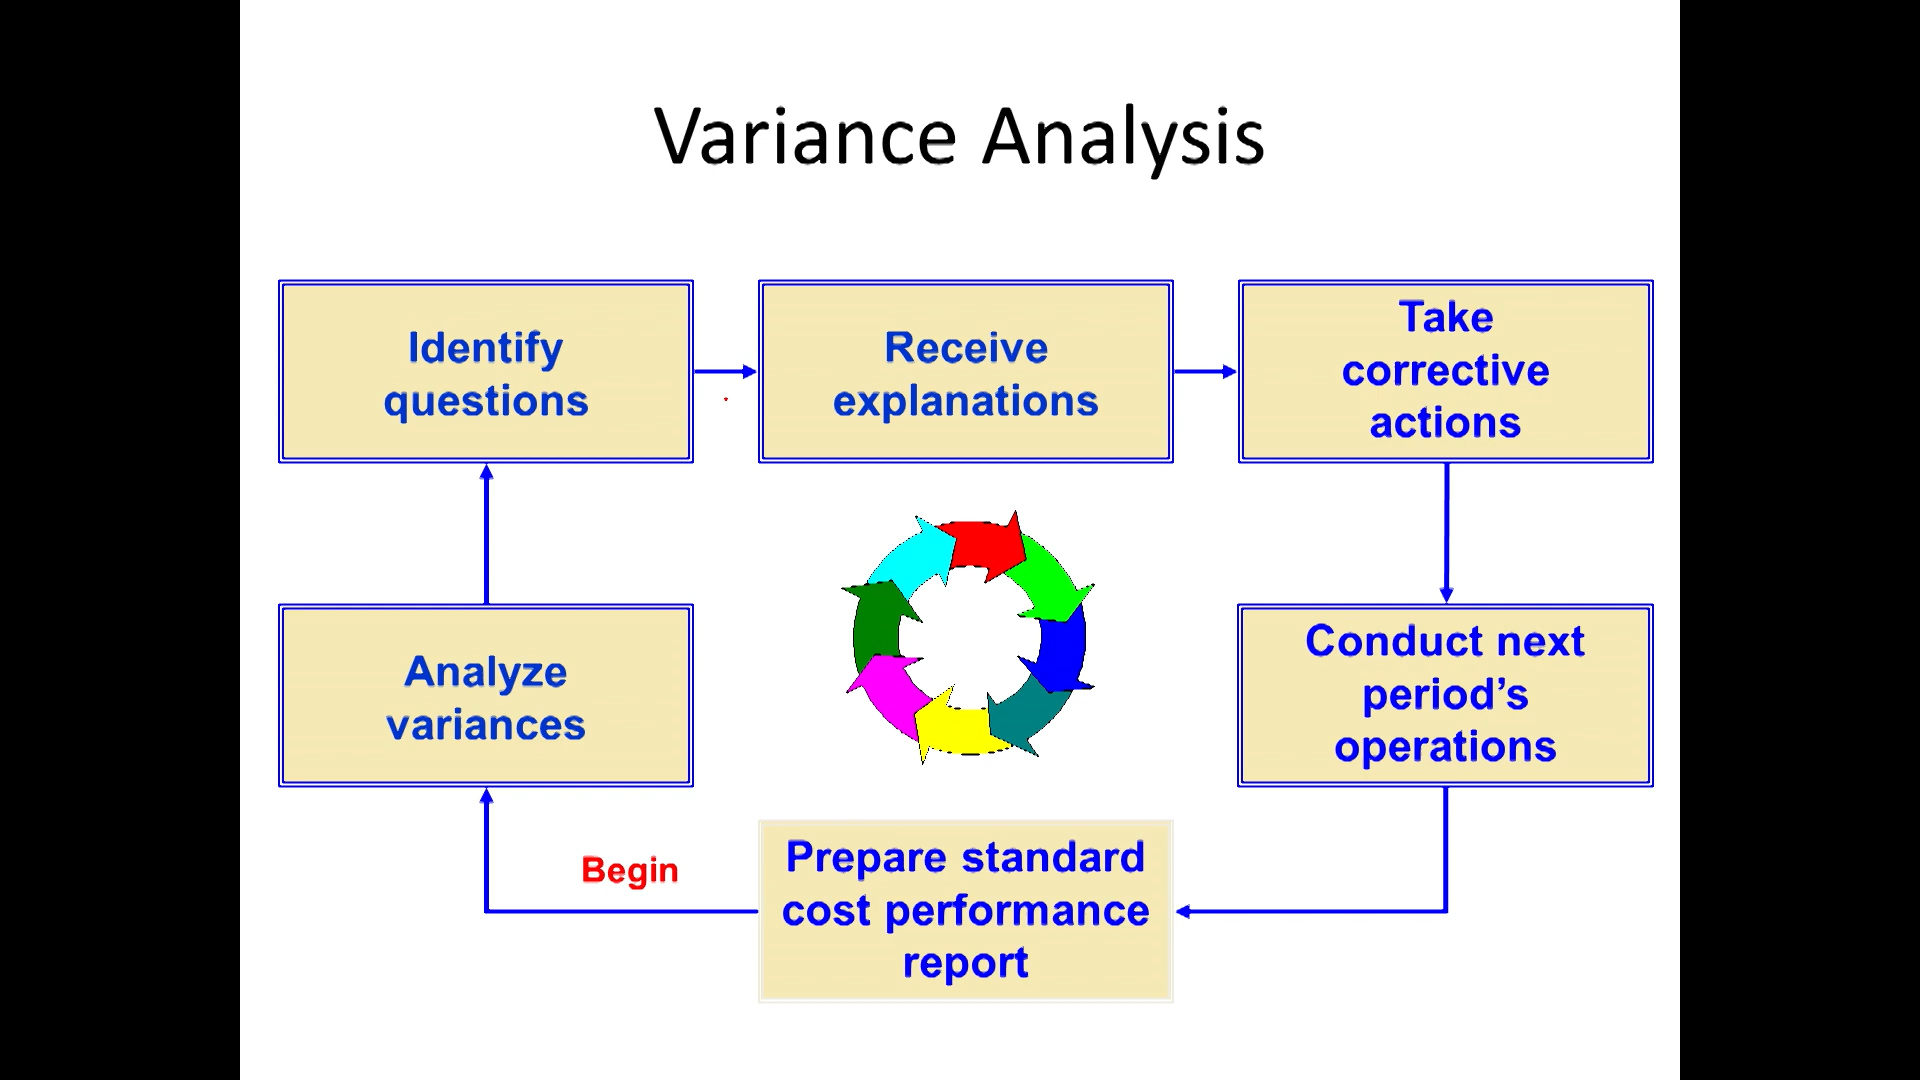 Variance Analysis
Identify
questions
Receive
explanations
Take
corrective
actions
Analyze
variances
Conduct next
period’s
operations
Begin
Prepare standard
cost performance
report